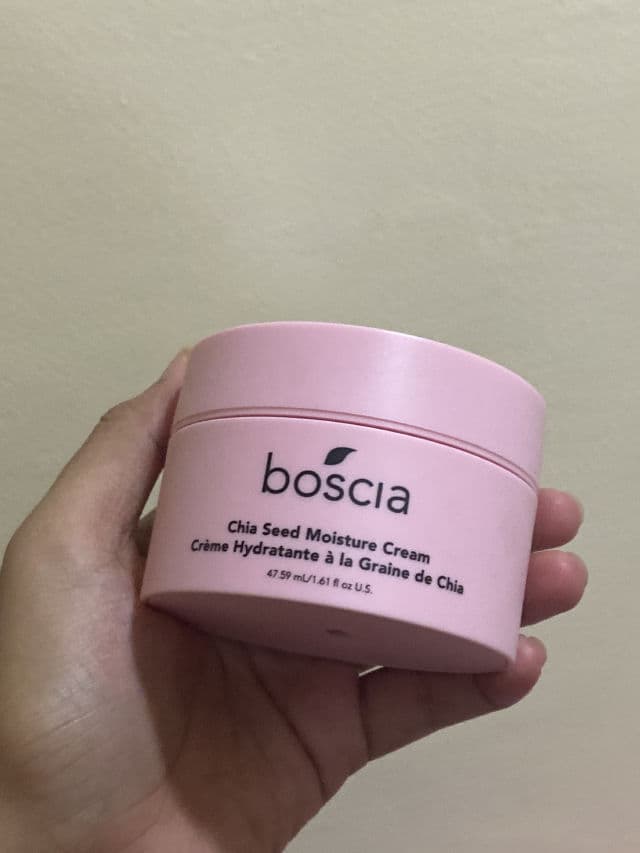 boscia
Chia Seed Moisture Cream
Crème Hydratante à la Graine de Chia
47.59 mL/1.61 fl oz U.S.